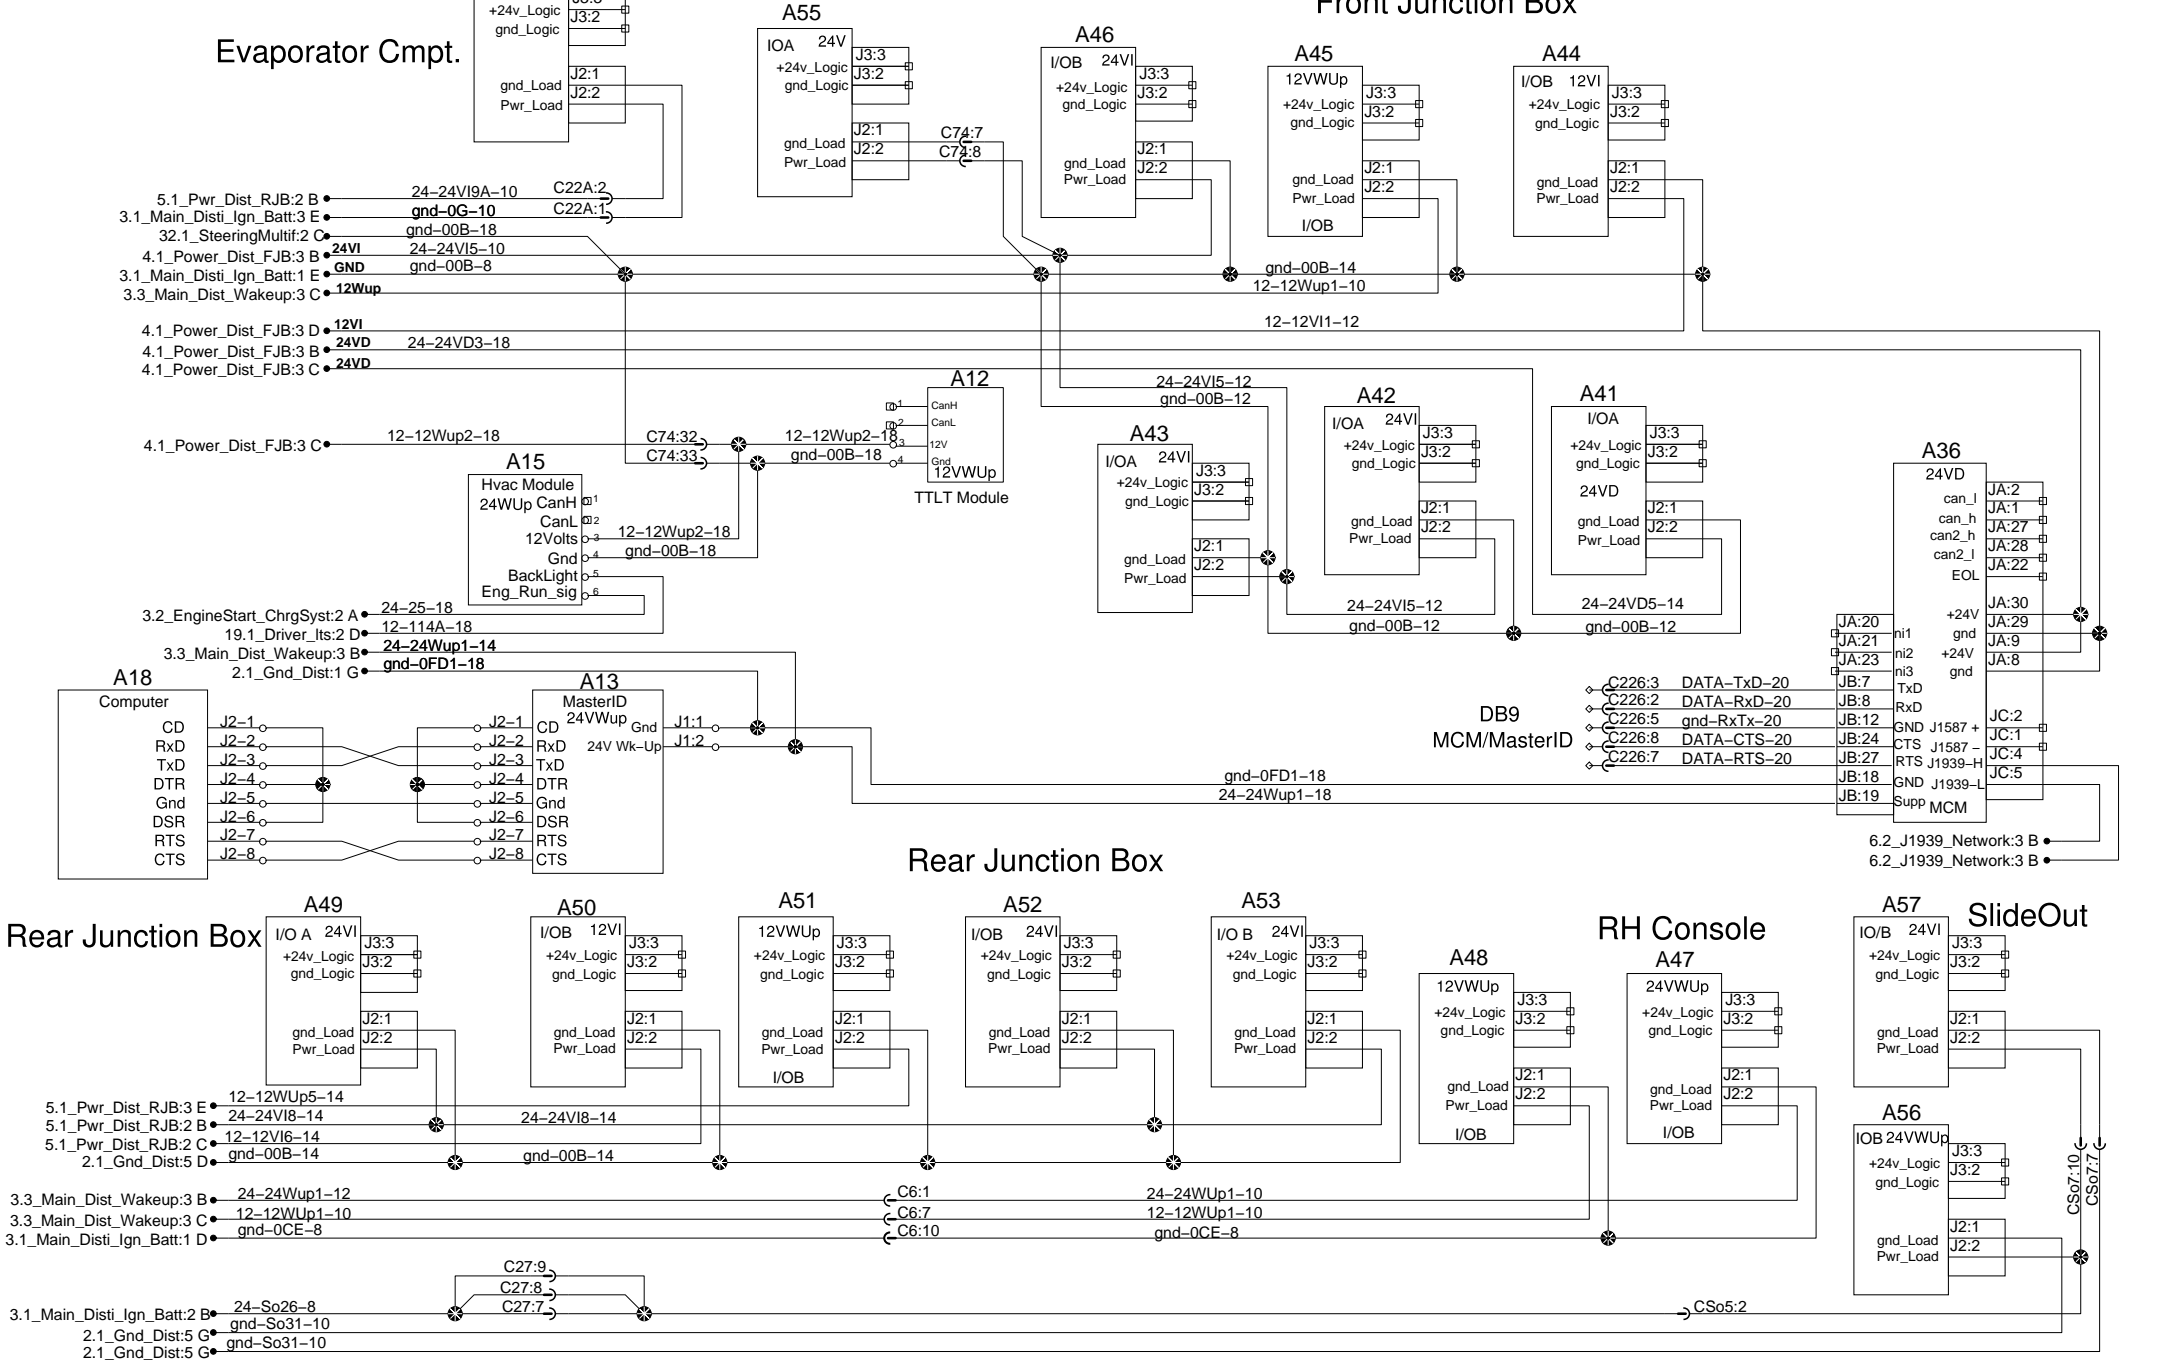 Front Junction Box
Evaporator Cmpt.
+24v_Logic
gnd_Logic
J3:2
gnd_Load
Pwr_Load
J2:1
J2:2
A55
IOA 24V
+24v_Logic
gnd_Logic
J3:3
J3:2
gnd_Load
Pwr_Load
J2:1
J2:2
C74:7
C74:8
A46
I/OB 24VI
+24v_Logic
gnd_Logic
J3:3
J3:2
gnd_Load
Pwr_Load
J2:1
J2:2
A45
12VWUp
+24v_Logic
gnd_Logic
J3:3
J3:2
gnd_Load
Pwr_Load
J2:1
J2:2
I/OB
A44
I/OB 12VI
+24v_Logic
gnd_Logic
J3:3
J3:2
gnd_Load
Pwr_Load
J2:1
J2:2
5.1_Pwr_Dist_RJB:2 B 24–24VI9A–10 C22A:2
3.1_Main_Disti_Ign_Batt:3 E gnd–0G–10 C22A:1
32.1_SteeringMultif:2 C gnd–00B–18
4.1_Power_Dist_FJB:3 B 24VI 24–24VI5–10
3.1_Main_Disti_Ign_Batt:1 E GND gnd–00B–8 gnd–00B–14
3.3_Main_Dist_Wakeup:3 C 12Wup 12–12Wup1–10
4.1_Power_Dist_FJB:3 D 12VI 12–12VI1–12
4.1_Power_Dist_FJB:3 B 24VD 24–24VD3–18
4.1_Power_Dist_FJB:3 C 24VD
24–24VI5–12
gnd–00B–12
4.1_Power_Dist_FJB:3 C 12–12Wup2–18 C74:32 12–12Wup2–18
C74:33 gnd–00B–18
A12
1 CanH
2 CanL
3 12V
4 Gnd
12VWUp
TTLT Module
A15
Hvac Module
24WUp CanH 1
CanL 2
12Volts 3 12–12Wup2–18
Gnd 4 gnd–00B–18
BackLight 5
Eng_Run_sig 6
A43
I/OA 24VI
+24v_Logic
gnd_Logic
J3:3
J3:2
gnd_Load
Pwr_Load
J2:1
J2:2
A42
I/OA 24VI
+24v_Logic
gnd_Logic
J3:3
J3:2
gnd_Load
Pwr_Load
J2:1
J2:2
24–24VI5–12
gnd–00B–12
A41
I/OA
+24v_Logic
gnd_Logic
J3:3
J3:2
24VD
gnd_Load
Pwr_Load
J2:1
J2:2
24–24VD5–14
gnd–00B–12
A36
24VD
can_l JA:2
can_h JA:1
can2_h JA:27
can2_l JA:28
EOL JA:22
+24V JA:30
gnd JA:29
+24V JA:9
gnd JA:8
JA:20 ni1
JA:21 ni2
JA:23 ni3
JB:7 TxD
JB:8 RxD
JB:12 GND
JB:24 CTS
JB:27 RTS
JB:18 GND
JB:19 Supp
J1587 + JC:2
J1587 – JC:1
J1939–H JC:4
J1939–L JC:5
MCM
DB9
MCM/MasterID
C226:3 DATA–TxD–20
C226:2 DATA–RxD–20
C226:5 gnd–RxTx–20
C226:8 DATA–CTS–20
C226:7 DATA–RTS–20
gnd–0FD1–18
24–24Wup1–18
6.2_J1939_Network:3 B
6.2_J1939_Network:3 B
3.2_EngineStart_ChrgSyst:2 A 24–25–18
19.1_Driver_lts:2 D 12–114A–18
3.3_Main_Dist_Wakeup:3 B 24–24Wup1–14
2.1_Gnd_Dist:1 G gnd–0FD1–18
A18
Computer
CD J2–1
RxD J2–2
TxD J2–3
DTR J2–4
Gnd J2–5
DSR J2–6
RTS J2–7
CTS J2–8
A13
MasterID
24VWup
J2–1 CD
J2–2 RxD
J2–3 TxD
J2–4 DTR
J2–5 Gnd
J2–6 DSR
J2–7 RTS
J2–8 CTS
Gnd J1:1
24V Wk–Up J1:2
Rear Junction Box
Rear Junction Box
A49
I/O A 24VI
+24v_Logic
gnd_Logic
J3:3
J3:2
gnd_Load
Pwr_Load
J2:1
J2:2
A50
I/OB 12VI
+24v_Logic
gnd_Logic
J3:3
J3:2
gnd_Load
Pwr_Load
J2:1
J2:2
A51
12VWUp
+24v_Logic
gnd_Logic
J3:3
J3:2
gnd_Load
Pwr_Load
J2:1
J2:2
I/OB
A52
I/OB 24VI
+24v_Logic
gnd_Logic
J3:3
J3:2
gnd_Load
Pwr_Load
J2:1
J2:2
A53
I/O B 24VI
+24v_Logic
gnd_Logic
J3:3
J3:2
gnd_Load
Pwr_Load
J2:1
J2:2
RH Console
A48
12VWUp
+24v_Logic
gnd_Logic
J3:3
J3:2
gnd_Load
Pwr_Load
J2:1
J2:2
I/OB
A47
24VWUp
+24v_Logic
gnd_Logic
J3:3
J3:2
gnd_Load
Pwr_Load
J2:1
J2:2
I/OB
SlideOut
A57
IO/B 24VI
+24v_Logic
gnd_Logic
J3:3
J3:2
gnd_Load
Pwr_Load
J2:1
J2:2
A56
IOB 24VWUp
+24v_Logic
gnd_Logic
J3:3
J3:2
gnd_Load
Pwr_Load
J2:1
J2:2
CSo7:10
CSo7:7
5.1_Pwr_Dist_RJB:3 E 12–12WUp5–14
5.1_Pwr_Dist_RJB:2 B 24–24VI8–14 24–24VI8–14
5.1_Pwr_Dist_RJB:2 C 12–12VI6–14
2.1_Gnd_Dist:5 D gnd–00B–14 gnd–00B–14
3.3_Main_Dist_Wakeup:3 B 24–24Wup1–12 C6:1 24–24WUp1–10
3.3_Main_Dist_Wakeup:3 C 12–12WUp1–10 C6:7 12–12WUp1–10
3.1_Main_Disti_Ign_Batt:1 D gnd–0CE–8 C6:10 gnd–0CE–8
C27:9
C27:8
3.1_Main_Disti_Ign_Batt:2 B 24–So26–8 C27:7 CSo5:2
2.1_Gnd_Dist:5 G gnd–So31–10
2.1_Gnd_Dist:5 G gnd–So31–10